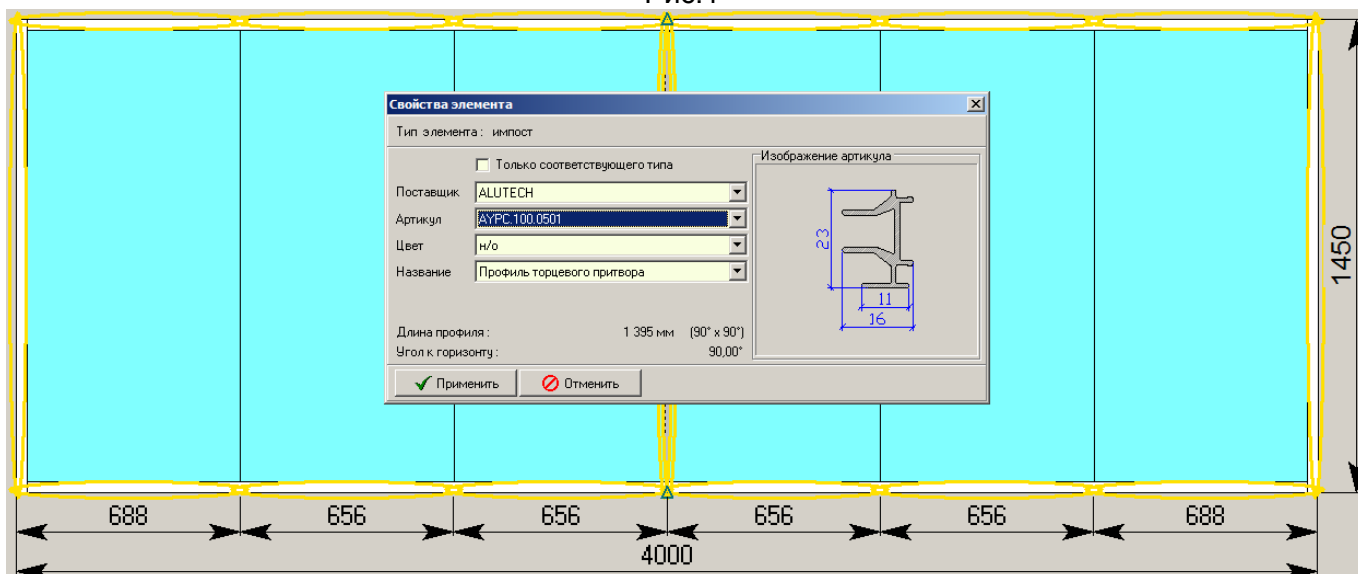 Рис.1
Свойства элемента
Тип элемента: импост
Только соответствующего типа
Поставщик ALUTECH
Артикул AYPC.100.0501
Цвет н/о
Название Профиль торцевого притвора
Длина профиля: 1 395 мм (90° x 90°)
Угол к горизонту: 90,00°
Применить Отменить
Изображение артикула
23
11
16
1450
688 656 656 656 656 688
4000